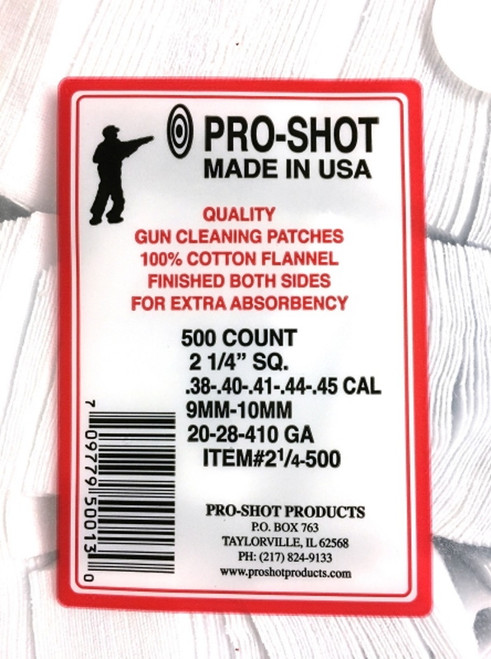 PRO-SHOT
MADE IN USA
QUALITY
GUN CLEANING PATCHES
100% COTTON FLANNEL
FINISHED BOTH SIDES
FOR EXTRA ABSORBENCY
500 COUNT
2 1/4” SQ.
.38-.40-.41-.44-.45 CAL
9MM-10MM
20-28-410 GA
ITEM#2¹/4-500
PRO-SHOT PRODUCTS
P.O. BOX 763
TAYLORVILLE, IL 62568
PH: (217) 824-9133
www.proshotproducts.com
7 09779 50013 0